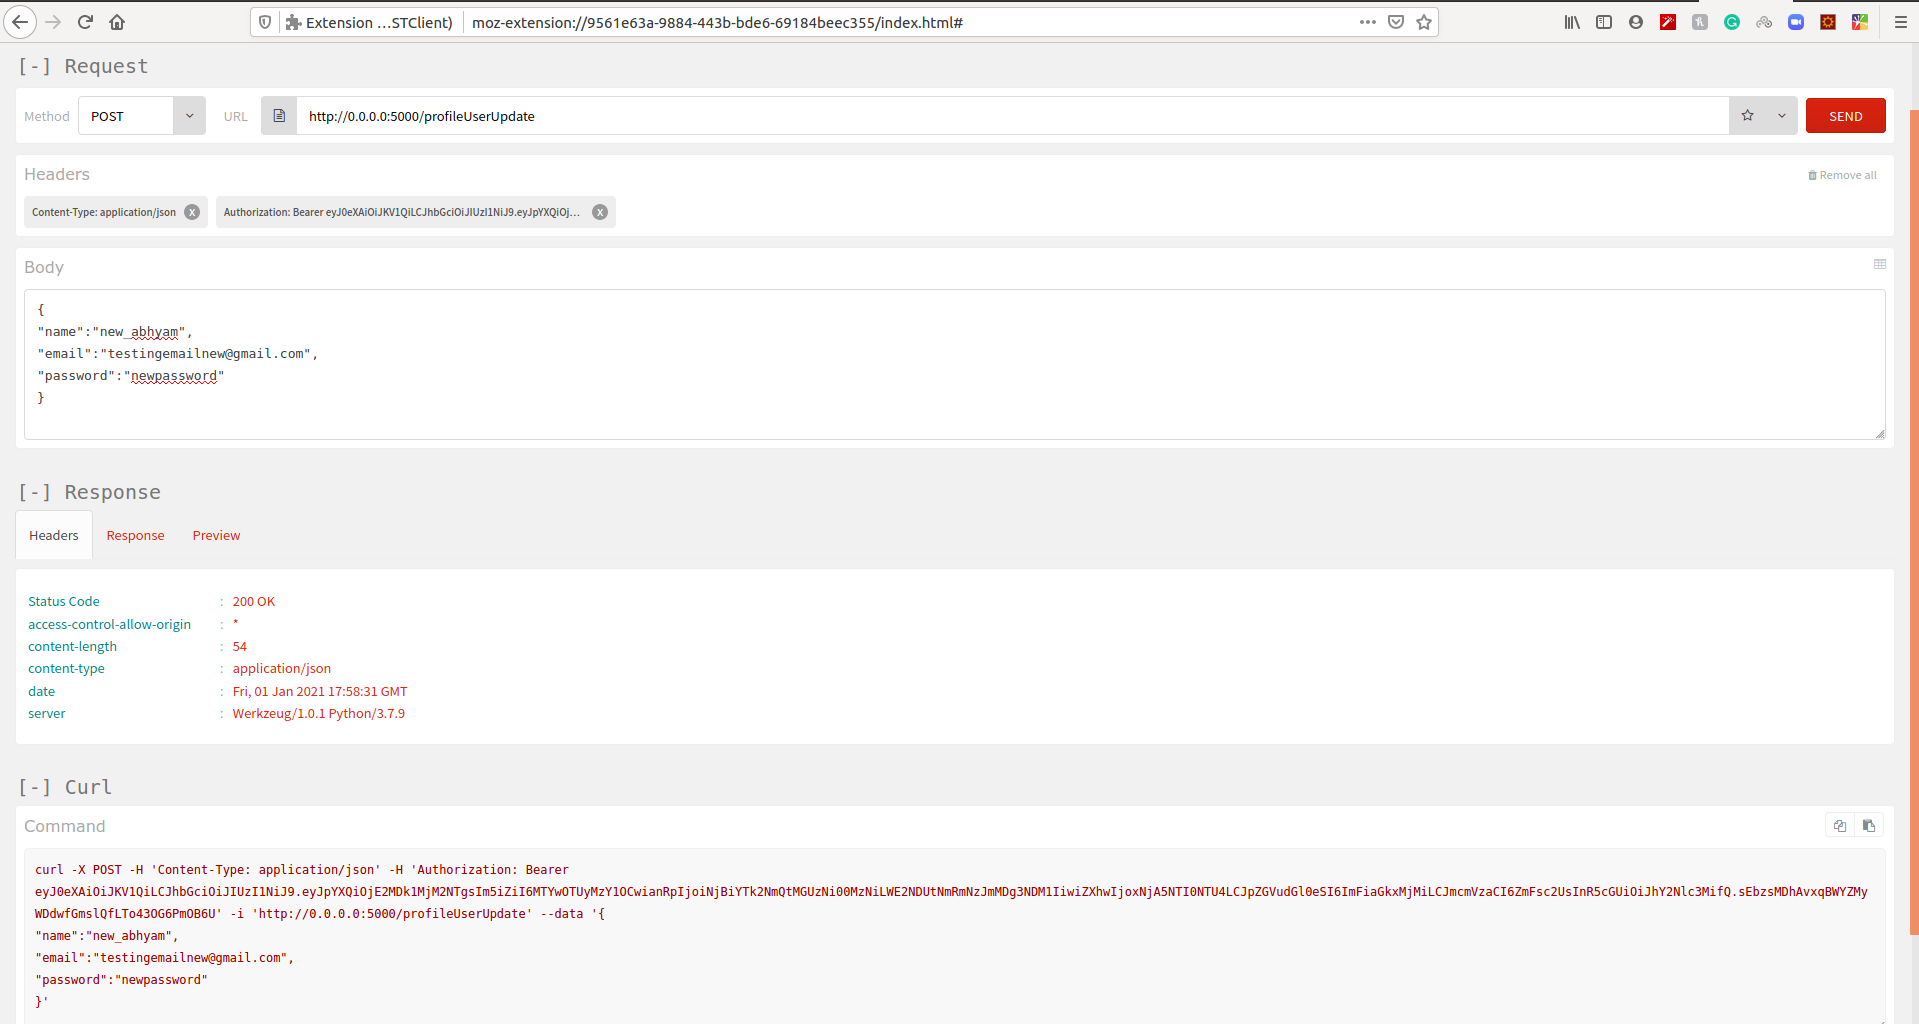 Extension ...STClient)
moz-extension://9561e63a-9884-443b-bde6-69184beec355/index.html#
[-] Request
Method POST URL http://0.0.0.0:5000/profileUserUpdate SEND
Headers Remove all
Content-Type: application/json x Authorization: Bearer eyJ0eXAiOiJKV1QiLCJhbGciOiJIUzI1NiJ9.eyJpYXQiOj... x
Body
{
"name":"new_abhyam",
"email":"testingemailnew@gmail.com",
"password":"newpassword"
}
[-] Response
Headers Response Preview
Status Code : 200 OK
access-control-allow-origin : *
content-length : 54
content-type : application/json
date : Fri, 01 Jan 2021 17:58:31 GMT
server : Werkzeug/1.0.1 Python/3.7.9
[-] Curl
Command
curl -X POST -H 'Content-Type: application/json' -H 'Authorization: Bearer
WDdwfGmslQfLTo43OG6PmOB6U' -i 'http://0.0.0.0:5000/profileUserUpdate' --data '{
"name":"new_abhyam",
"email":"testingemailnew@gmail.com",
"password":"newpassword"
}'